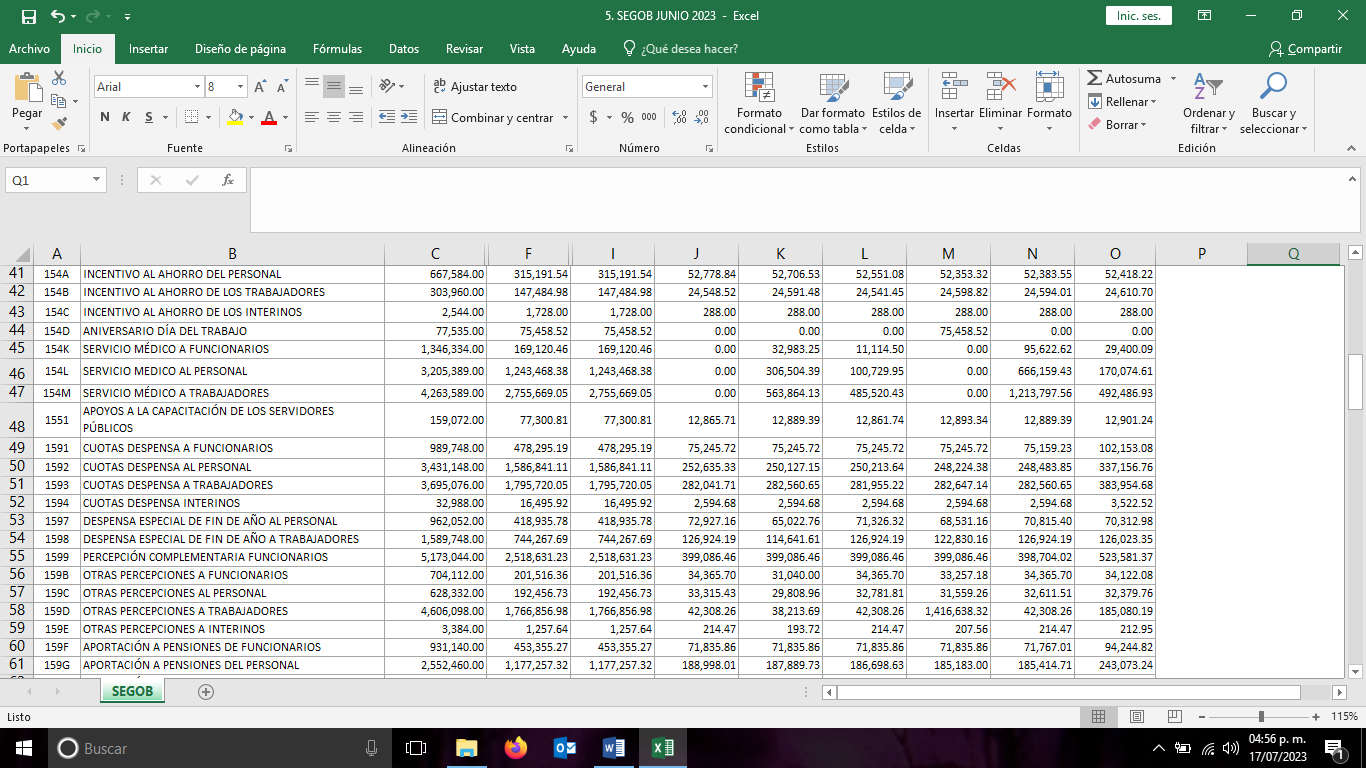 5. SEGOB JUNIO 2023 - Excel
Inic. ses.
Archivo Inicio Insertar Diseño de página Fórmulas Datos Revisar Vista Ayuda ¿Qué desea hacer? Compartir
Pegar
Arial 8
N K S
Ajustar texto
Combinar y centrar
General
$ % 000
Formato condicional
Dar formato como tabla
Estilos de celda
Insertar Eliminar Formato
Autosuma
Rellenar
Borrar
Ordenar y filtrar
Buscar y seleccionar
Portapapeles Fuente Alineación Número Estilos Celdas Edición
Q1 fx
A B C F I J K L M N O P Q
41 154A INCENTIVO AL AHORRO DEL PERSONAL 667,584.00 315,191.54 315,191.54 52,778.84 52,706.53 52,551.08 52,353.32 52,383.55 52,418.22
42 154B INCENTIVO AL AHORRO DE LOS TRABAJADORES 303,960.00 147,484.98 147,484.98 24,548.52 24,591.48 24,541.45 24,598.82 24,594.01 24,610.70
43 154C INCENTIVO AL AHORRO DE LOS INTERINOS 2,544.00 1,728.00 1,728.00 288.00 288.00 288.00 288.00 288.00 288.00
44 154D ANIVERSARIO DÍA DEL TRABAJO 77,535.00 75,458.52 75,458.52 0.00 0.00 0.00 75,458.52 0.00 0.00
45 154K SERVICIO MÉDICO A FUNCIONARIOS 1,346,334.00 169,120.46 169,120.46 0.00 32,983.25 11,114.50 0.00 95,622.62 29,400.09
46 154L SERVICIO MEDICO AL PERSONAL 3,205,389.00 1,243,468.38 1,243,468.38 0.00 306,504.39 100,729.95 0.00 666,159.43 170,074.61
47 154M SERVICIO MÉDICO A TRABAJADORES 4,263,589.00 2,755,669.05 2,755,669.05 0.00 563,864.13 485,520.43 0.00 1,213,797.56 492,486.93
48 1551 APOYOS A LA CAPACITACIÓN DE LOS SERVIDORES PÚBLICOS 159,072.00 77,300.81 77,300.81 12,865.71 12,889.39 12,861.74 12,893.34 12,889.39 12,901.24
49 1591 CUOTAS DESPENSA A FUNCIONARIOS 989,748.00 478,295.19 478,295.19 75,245.72 75,245.72 75,245.72 75,245.72 75,159.23 102,153.08
50 1592 CUOTAS DESPENSA AL PERSONAL 3,431,148.00 1,586,841.11 1,586,841.11 252,635.33 250,127.15 250,213.64 248,224.38 248,483.85 337,156.76
51 1593 CUOTAS DESPENSA A TRABAJADORES 3,695,076.00 1,795,720.05 1,795,720.05 282,041.71 282,560.65 281,955.22 282,647.14 282,560.65 383,954.68
52 1594 CUOTAS DESPENSA INTERINOS 32,988.00 16,495.92 16,495.92 2,594.68 2,594.68 2,594.68 2,594.68 2,594.68 3,522.52
53 1597 DESPENSA ESPECIAL DE FIN DE AÑO AL PERSONAL 962,052.00 418,935.78 418,935.78 72,927.16 65,022.76 71,326.32 68,531.16 70,815.40 70,312.98
54 1598 DESPENSA ESPECIAL DE FIN DE AÑO A TRABAJADORES 1,589,748.00 744,267.69 744,267.69 126,924.19 114,641.61 126,924.19 122,830.16 126,924.19 126,023.35
55 1599 PERCEPCIÓN COMPLEMENTARIA FUNCIONARIOS 5,173,044.00 2,518,631.23 2,518,631.23 399,086.46 399,086.46 399,086.46 399,086.46 398,704.02 523,581.37
56 159B OTRAS PERCEPCIONES A FUNCIONARIOS 704,112.00 201,516.36 201,516.36 34,365.70 31,040.00 34,365.70 33,257.18 34,365.70 34,122.08
57 159C OTRAS PERCEPCIONES AL PERSONAL 628,332.00 192,456.73 192,456.73 33,315.43 29,808.96 32,781.81 31,559.26 32,611.51 32,379.76
58 159D OTRAS PERCEPCIONES A TRABAJADORES 4,606,098.00 1,766,856.98 1,766,856.98 42,308.26 38,213.69 42,308.26 1,416,638.32 42,308.26 185,080.19
59 159E OTRAS PERCEPCIONES A INTERINOS 3,384.00 1,257.64 1,257.64 214.47 193.72 214.47 207.56 214.47 212.95
60 159F APORTACIÓN A PENSIONES DE FUNCIONARIOS 931,140.00 453,355.27 453,355.27 71,835.86 71,835.86 71,835.86 71,835.86 71,767.01 94,244.82
61 159G APORTACIÓN A PENSIONES DEL PERSONAL 2,552,460.00 1,177,257.32 1,177,257.32 188,998.01 187,889.73 186,698.63 185,183.00 185,414.71 243,073.24
SEGOB
Listo 115%
Buscar
04:56 p. m.
17/07/2023
1